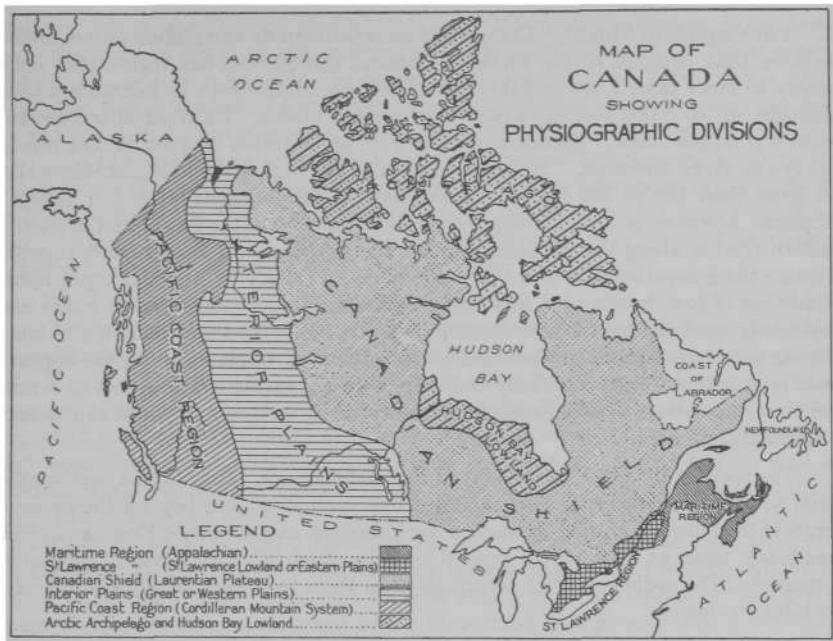 MAP OF
CANADA
SHOWING
PHYSIOGRAPHIC DIVISIONS
ARCTIC
OCEAN
ALASKA
ARCHIPELAGO
PACIFIC OCEAN
PACIFIC COAST REGION
INTERIOR PLAINS
CANADIAN SHIELD
HUDSON
BAY
HUDSON BAY
LOWLAND
COAST
OF
LABRADOR
NEWFOUNDLAND
MARITIME
REGION
UNITED STATES
ST LAWRENCE REGION
ATLANTIC
OCEAN
LEGEND
Maritime Region (Appalachian)
St Lawrence " (St Lawrence Lowland or Eastern Plains)
Canadian Shield (Laurentian Plateau)
Interior Plains (Great or Western Plains)
Pacific Coast Region (Cordilleran Mountain System)
Arctic Archipelago and Hudson Bay Lowland